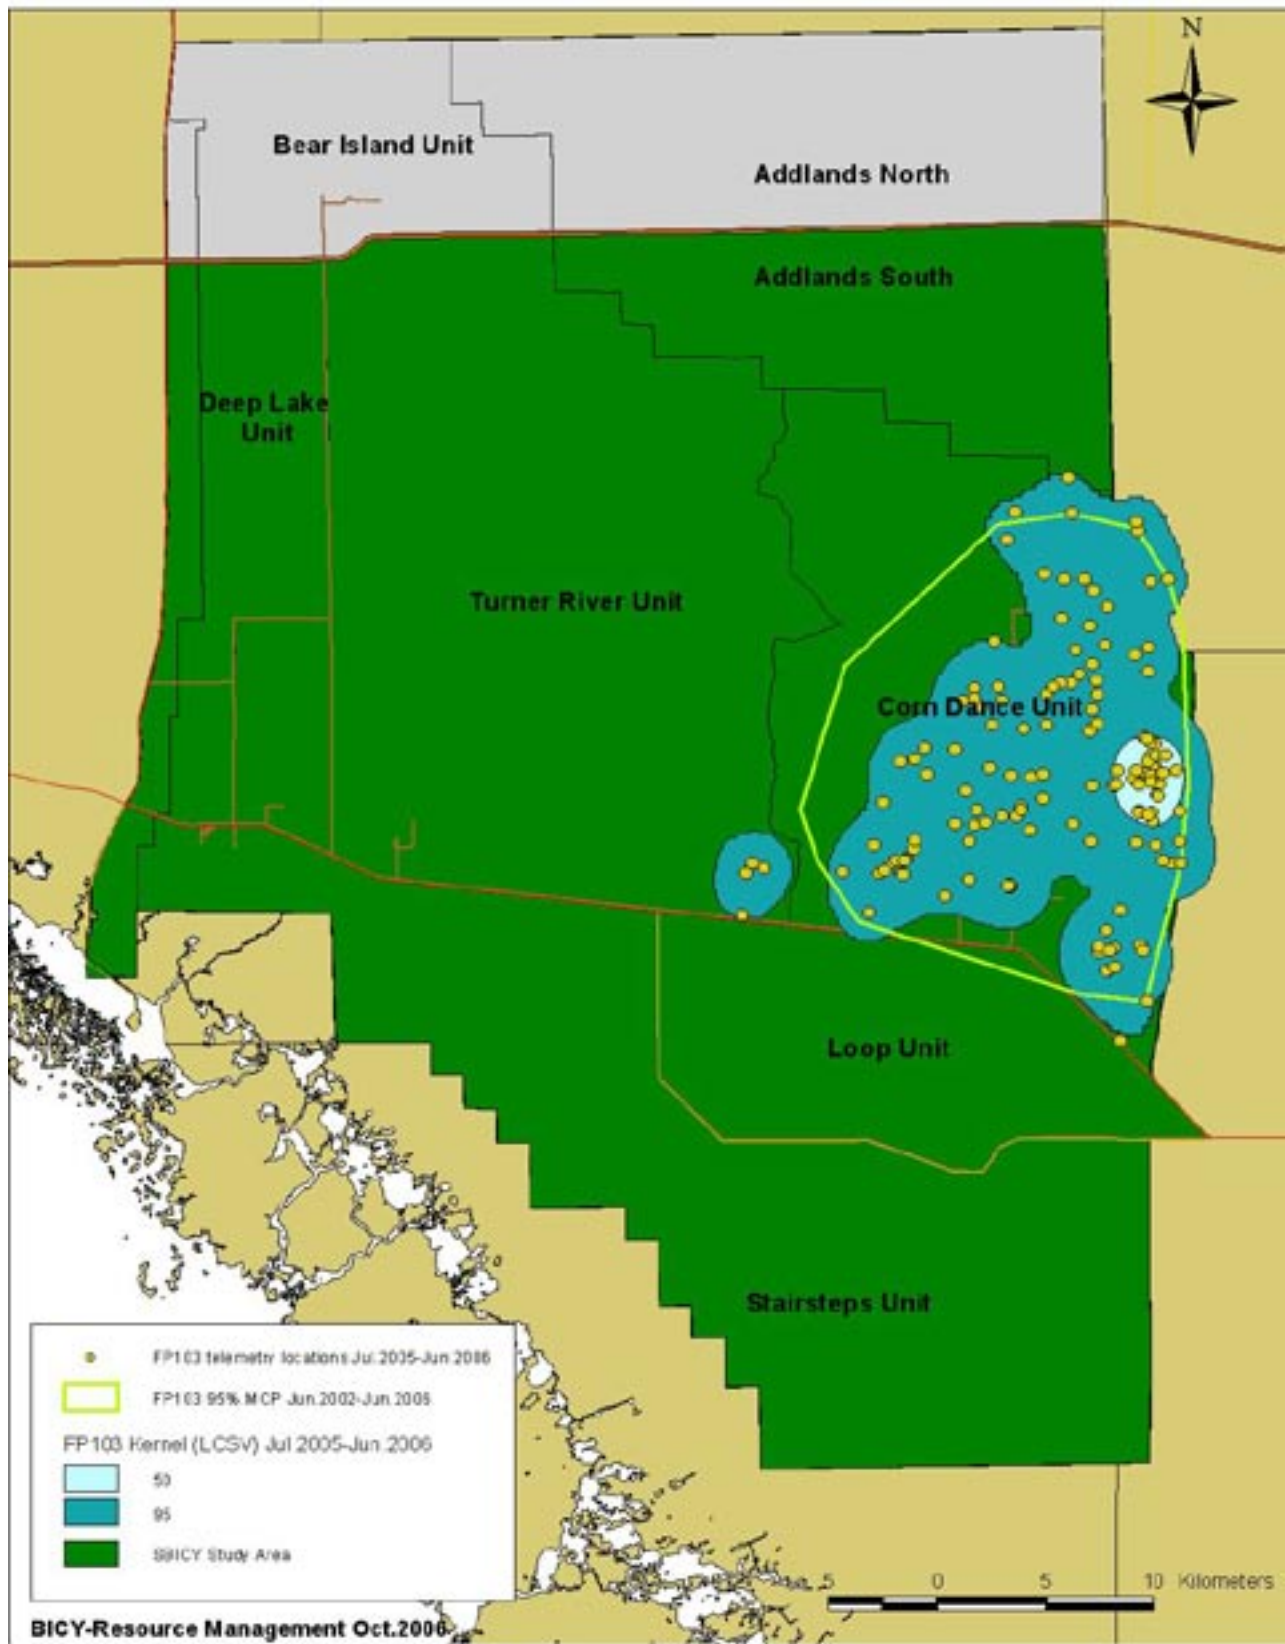 N
Bear Island Unit
Addlands North
Addlands South
Deep Lake
Unit
Turner River Unit
Corn Dance Unit
Loop Unit
Stairsteps Unit
FP103 telemetry locations Jul.2005-Jun.2006
FP103 95% MCP Jun.2002-Jun.2006
FP103 Kernel (LCSV) Jul 2005-Jun.2006
50
95
SBICY Study Area
5 0 5 10 Kilometers
BICY-Resource Management Oct.2006